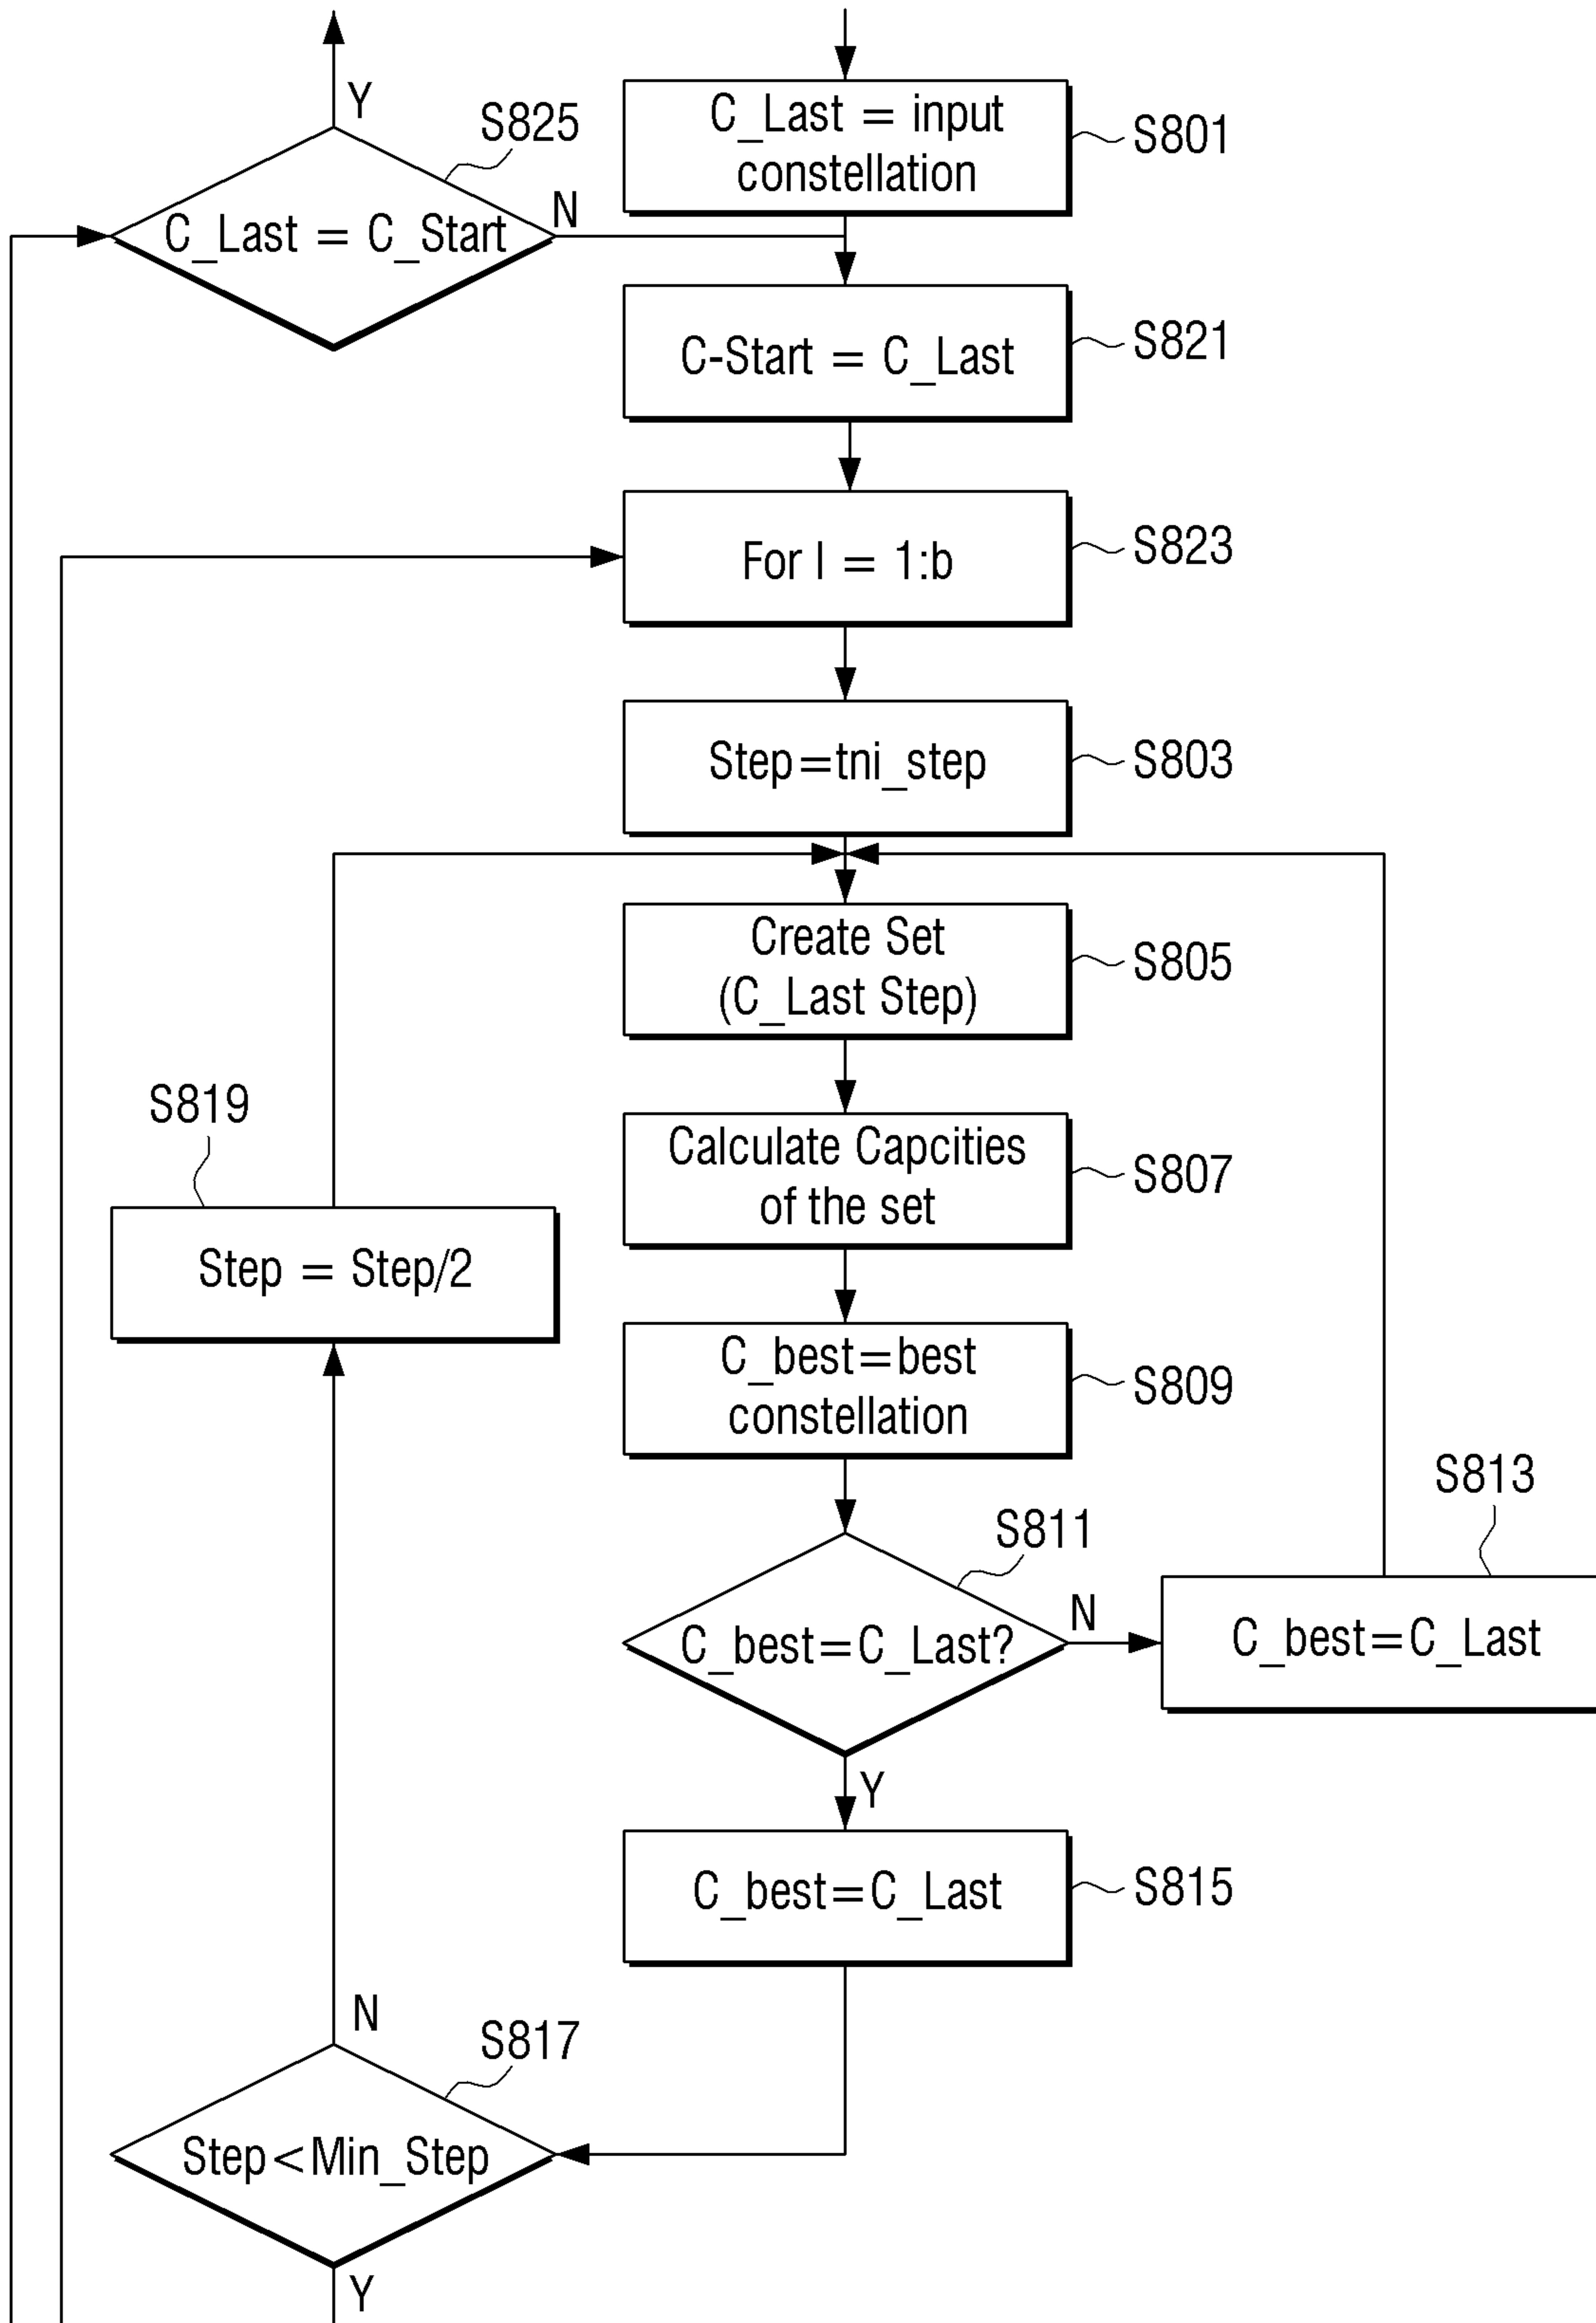 Y
S825
C_Last = C_Start
N
C_Last = input
constellation
S801
C-Start = C_Last
S821
For I = 1:b
S823
Step=tni_step
S803
Create Set
(C_Last Step)
S805
S819
Step = Step/2
Calculate Capcities
of the set
S807
C_best=best
constellation
S809
S811
C_best=C_Last?
N
S813
C_best=C_Last
Y
C_best=C_Last
S815
N
S817
Step<Min_Step
Y